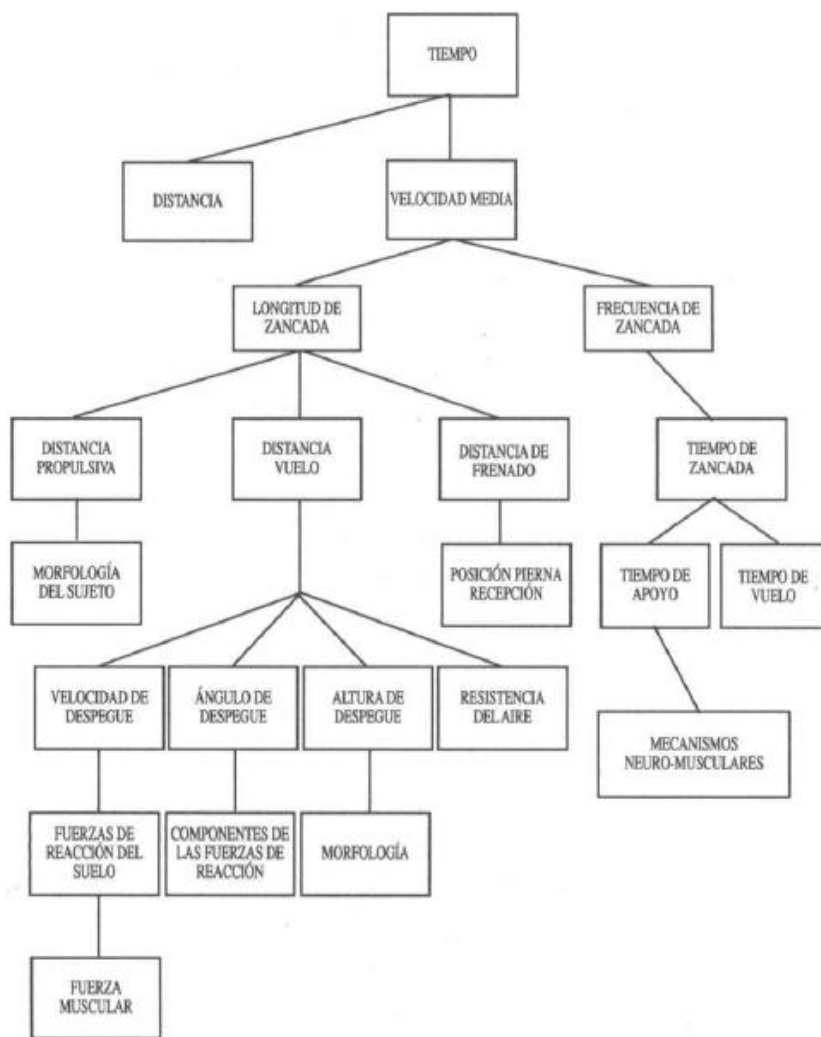 TIEMPO
DISTANCIA
VELOCIDAD MEDIA
LONGITUD DE
ZANCADA
FRECUENCIA DE
ZANCADA
DISTANCIA
PROPULSIVA
DISTANCIA
VUELO
DISTANCIA DE
FRENADO
TIEMPO DE
ZANCADA
MORFOLOGÍA
DEL SUJETO
POSICIÓN PIERNA
RECEPCIÓN
TIEMPO DE
APOYO
TIEMPO DE
VUELO
VELOCIDAD DE
DESPEGUE
ÁNGULO DE
DESPEGUE
ALTURA DE
DESPEGUE
RESISTENCIA
DEL AIRE
MECANISMOS
NEURO-MUSCULARES
FUERZAS DE
REACCIÓN DEL
SUELO
COMPONENTES DE
LAS FUERZAS DE
REACCIÓN
MORFOLOGÍA
FUERZA
MUSCULAR